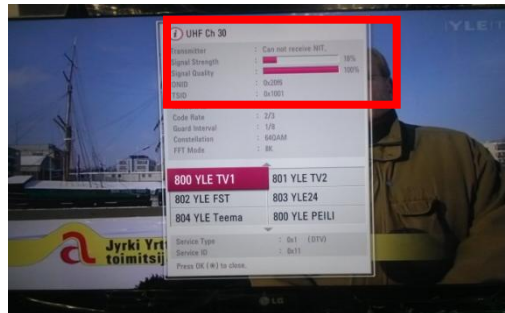 YLE
UHF Ch 30
Transmitter : Can not receive NIT.
Signal Strength : 18%
Signal Quality : 100%
ONID
TSID : 0x1001
Code Rate : 2/3
Guard Interval : 1/8
Constellation : 64QAM
FFT Mode : 8K
800 YLE TV1 801 YLE TV2
802 YLE FST 803 YLE24
804 YLE Teema 800 YLE PEILI
Service Type : 0x1 (DTV)
Service ID : 0x11
Press OK (◉) to close.
Jyrki Yrt
toimitsij
LG